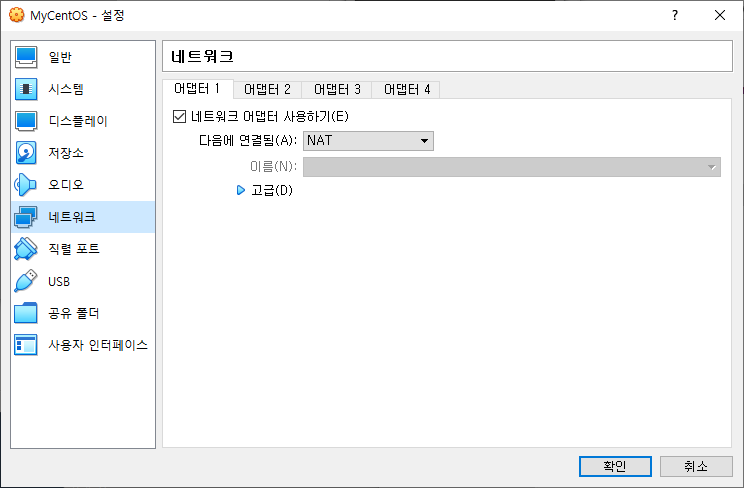 MyCentOS - 설정
?
일반
시스템
디스플레이
저장소
오디오
네트워크
직렬 포트
USB
공유 폴더
사용자 인터페이스
네트워크
어댑터 1 어댑터 2 어댑터 3 어댑터 4
네트워크 어댑터 사용하기(E)
다음에 연결됨(A): NAT
이름(N):
고급(D)
확인 취소